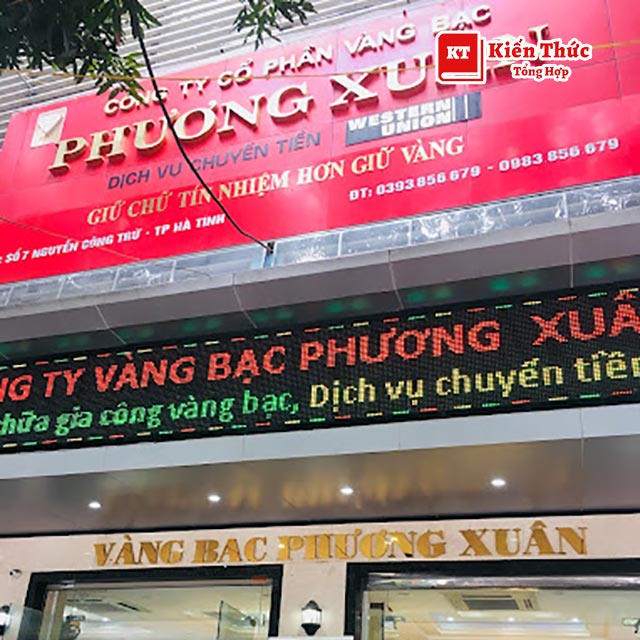 KT Kiến Thức
Tổng Hợp
CÔNG TY CỔ PHẦN VÀNG BẠC
PHƯƠNG XUÂN
DỊCH VỤ CHUYỂN TIỀN
WESTERN
UNION
GIỮ CHỮ TÍN NHIỆM HƠN GIỮ VÀNG
: SỐ 7 NGUYỄN CÔNG TRỨ - TP HÀ TĨNH
ĐT: 0393 856 679 - 0983 856 679
NG TY VÀNG BẠC PHƯƠNG XUÂ
chữa gia công vàng bạc, Dịch vụ chuyển tiền
VÀNG BẠC PHƯƠNG XUÂN